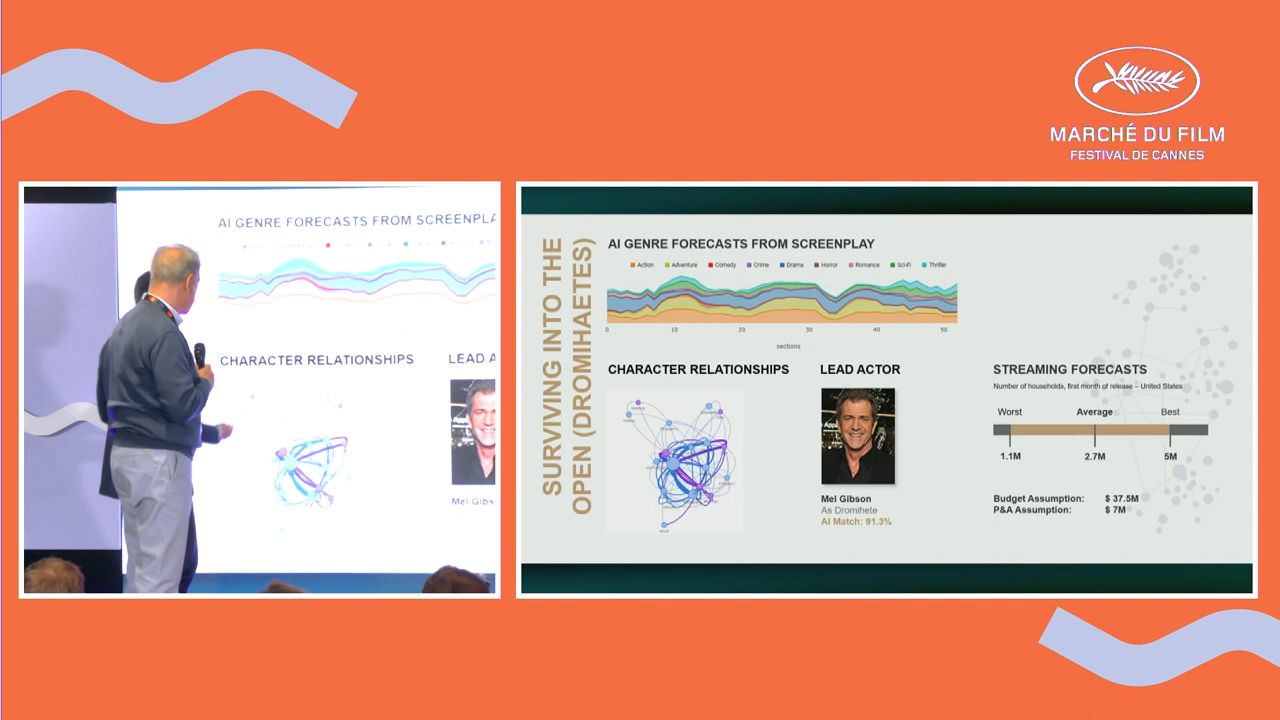 MARCHÉ DU FILM
FESTIVAL DE CANNES
AI GENRE FORECASTS FROM SCREENPLA
CHARACTER RELATIONSHIPS
LEAD A
Mel Gibs
SURVIVING INTO THE
OPEN (DROMIHAETES)
AI GENRE FORECASTS FROM SCREENPLAY
Action Adventure Comedy Crime Drama Horror Romance Sci-Fi Thriller
0 10 20 30 40 50
sections
CHARACTER RELATIONSHIPS
LEAD ACTOR
Mel Gibson
As Dromihete
AI Match: 91.3%
STREAMING FORECASTS
Number of households, first month of release – United States
Worst Average Best
1.1M 2.7M 5M
Budget Assumption: $ 37.5M
P&A Assumption: $ 7M